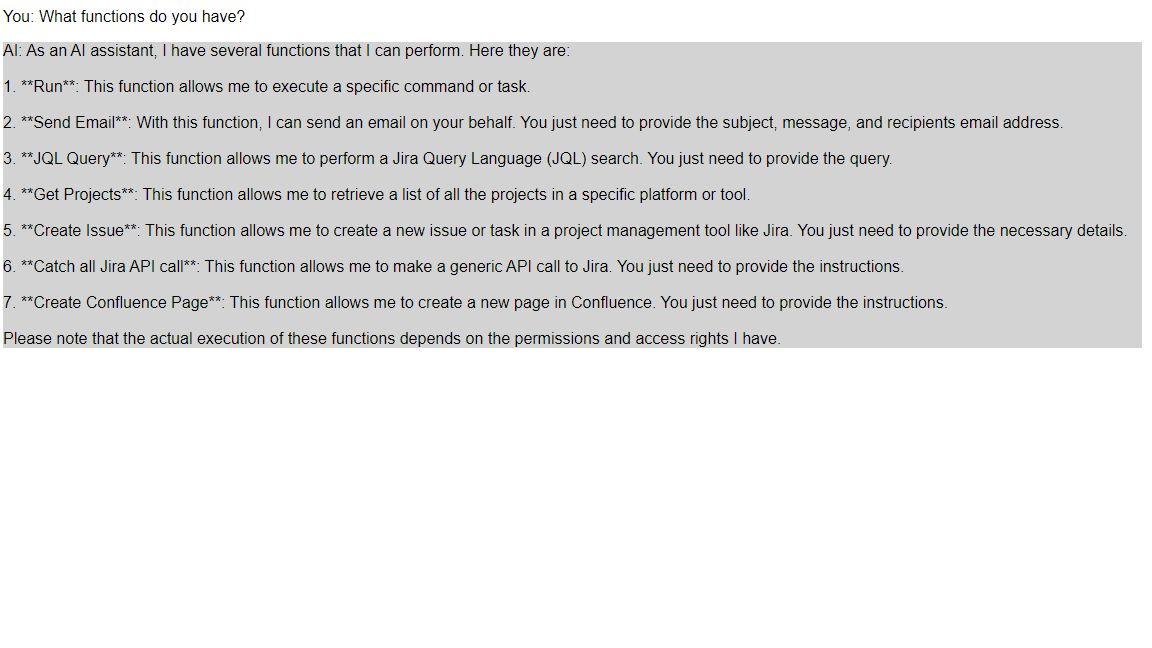 You: What functions do you have?
AI: As an AI assistant, I have several functions that I can perform. Here they are:
1. **Run**: This function allows me to execute a specific command or task.
2. **Send Email**: With this function, I can send an email on your behalf. You just need to provide the subject, message, and recipients email address.
3. **JQL Query**: This function allows me to perform a Jira Query Language (JQL) search. You just need to provide the query.
4. **Get Projects**: This function allows me to retrieve a list of all the projects in a specific platform or tool.
5. **Create Issue**: This function allows me to create a new issue or task in a project management tool like Jira. You just need to provide the necessary details.
6. **Catch all Jira API call**: This function allows me to make a generic API call to Jira. You just need to provide the instructions.
7. **Create Confluence Page**: This function allows me to create a new page in Confluence. You just need to provide the instructions.
Please note that the actual execution of these functions depends on the permissions and access rights I have.